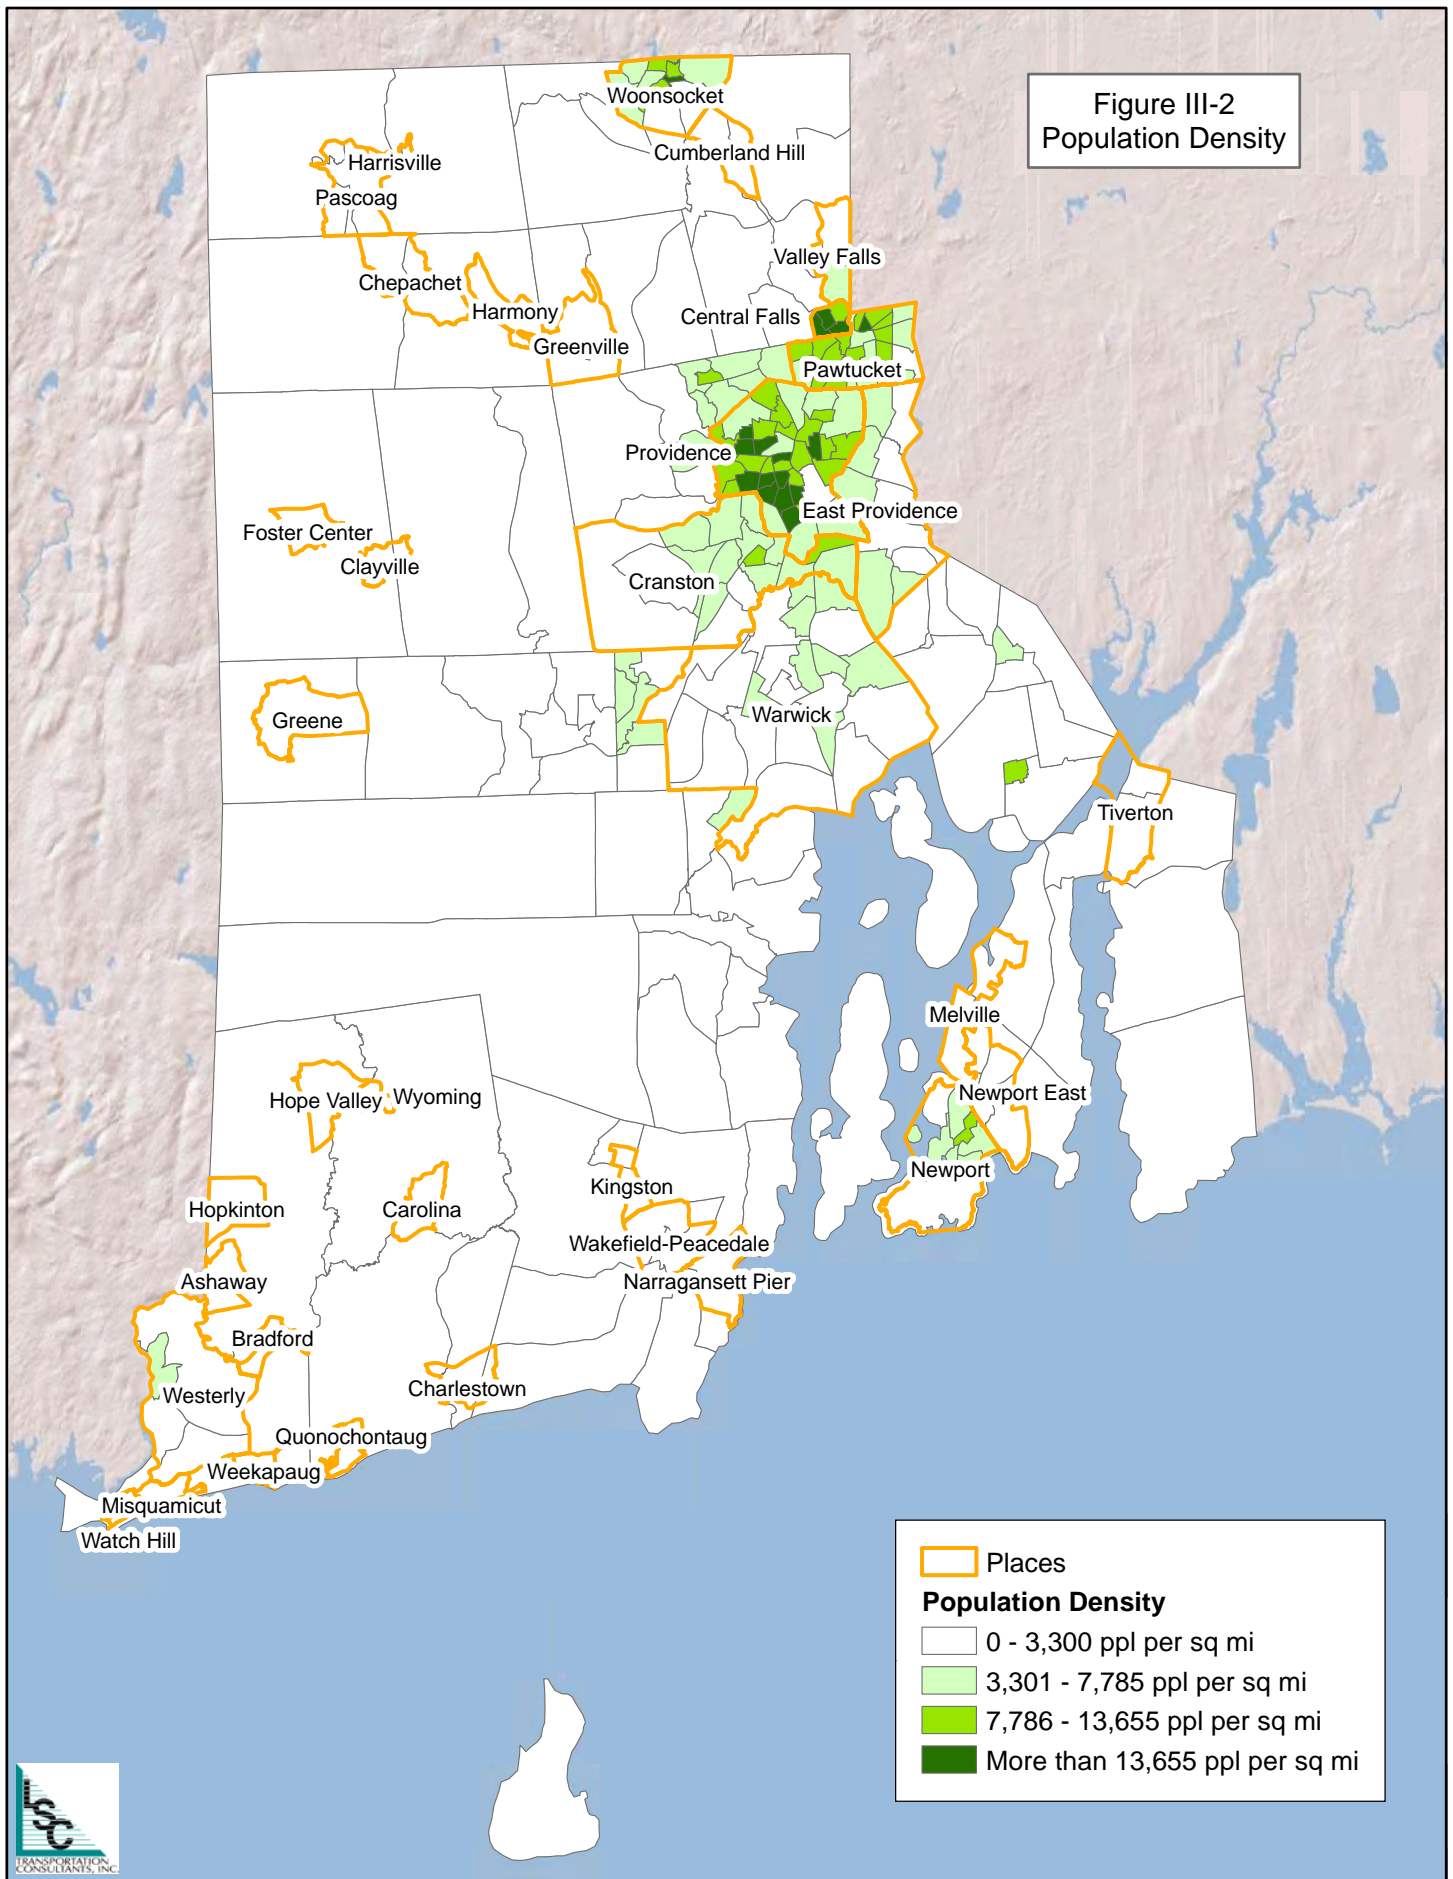 Figure III-2
Population Density
Woonsocket
Cumberland Hill
Harrisville
Pascoag
Valley Falls
Chepachet
Harmony
Central Falls
Greenville
Pawtucket
Providence
East Providence
Foster Center
Clayville
Cranston
Greene
Warwick
Tiverton
Melville
Hope Valley
Wyoming
Newport East
Newport
Kingston
Hopkinton
Carolina
Wakefield-Peacedale
Ashaway
Narragansett Pier
Bradford
Westerly
Charlestown
Quonochontaug
Weekapaug
Misquamicut
Watch Hill
Places
Population Density
0 - 3,300 ppl per sq mi
3,301 - 7,785 ppl per sq mi
7,786 - 13,655 ppl per sq mi
More than 13,655 ppl per sq mi
LSC
TRANSPORTATION
CONSULTANTS, INC.